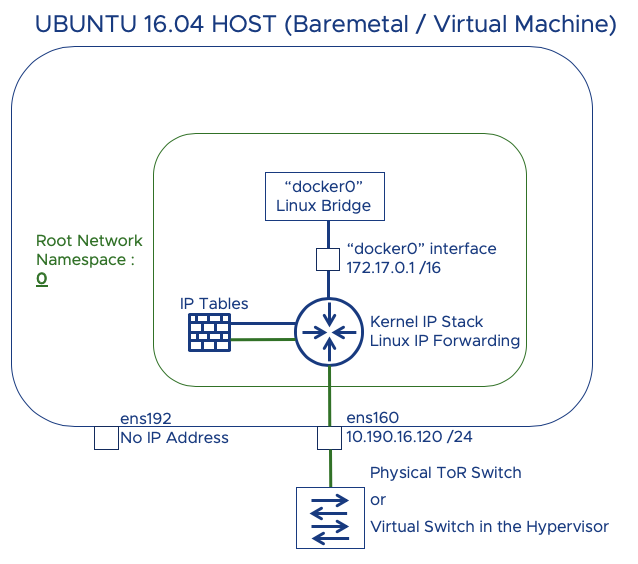 UBUNTU 16.04 HOST (Baremetal / Virtual Machine)
“docker0”
Linux Bridge
Root Network
Namespace :
0
“docker0” interface
172.17.0.1 /16
IP Tables
Kernel IP Stack
Linux IP Forwarding
ens192
No IP Address
ens160
10.190.16.120 /24
Physical ToR Switch
or
Virtual Switch in the Hypervisor